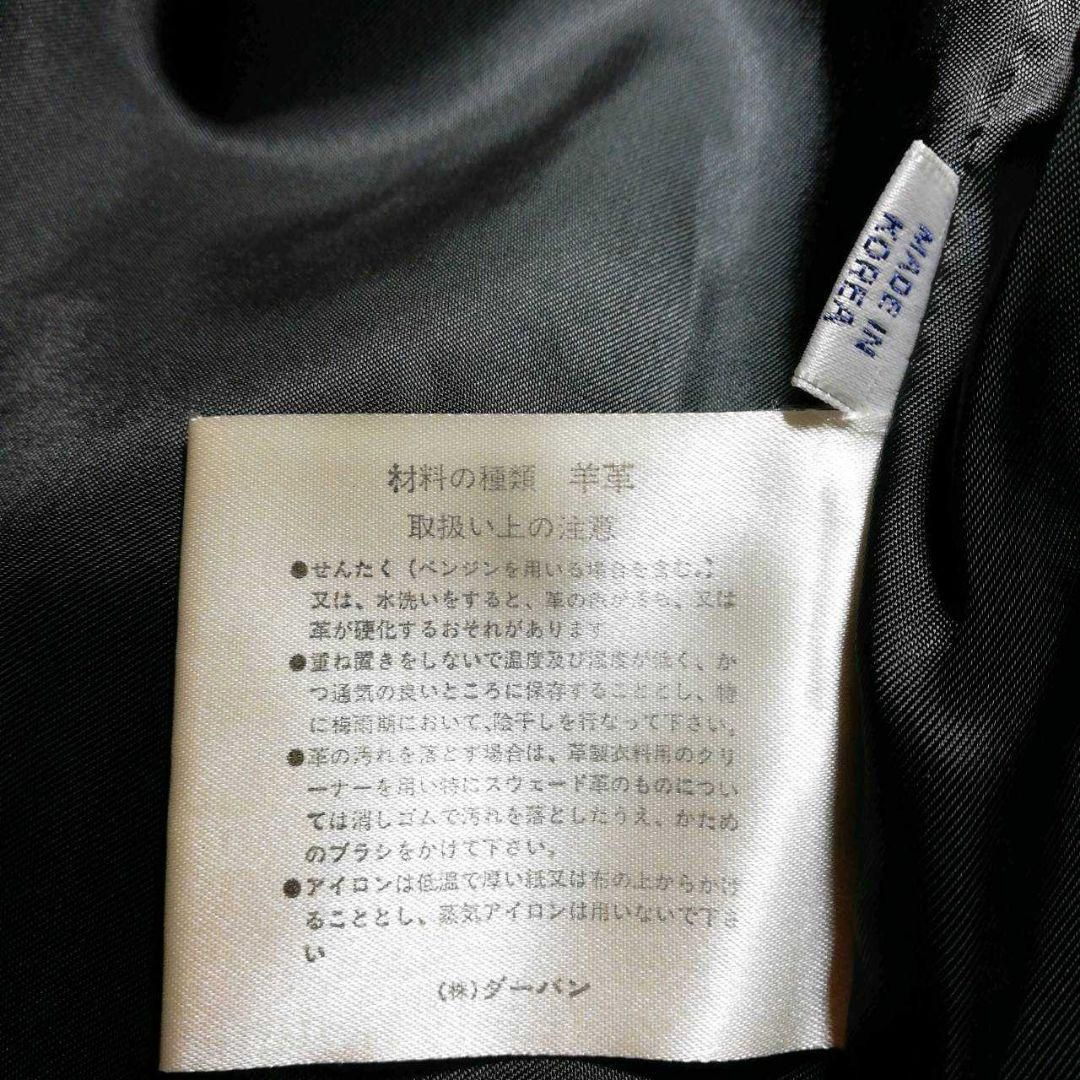 MADE IN
KOREA
材料の種類 羊革
取扱い上の注意
●せんたく(ベンジンを用いる場合を含む。)
又は、水洗いをすると、革の色が落ち、又は
革が硬化するおそれがあります
●重ね置きをしないで温度及び湿度が低く、か
つ通気の良いところに保存することとし、特
に梅雨期において、陰干しを行なって下さい。
●革の汚れを落とす場合は、革製衣料用のクリ
ーナーを用い特にスウェード革のものについ
ては消しゴムで汚れを落としたうえ、かため
のブラシをかけて下さい。
●アイロンは低温で厚い紙又は布の上からかけ
ることとし、蒸気アイロンは用いないで下さ
い
(株)ダーバン